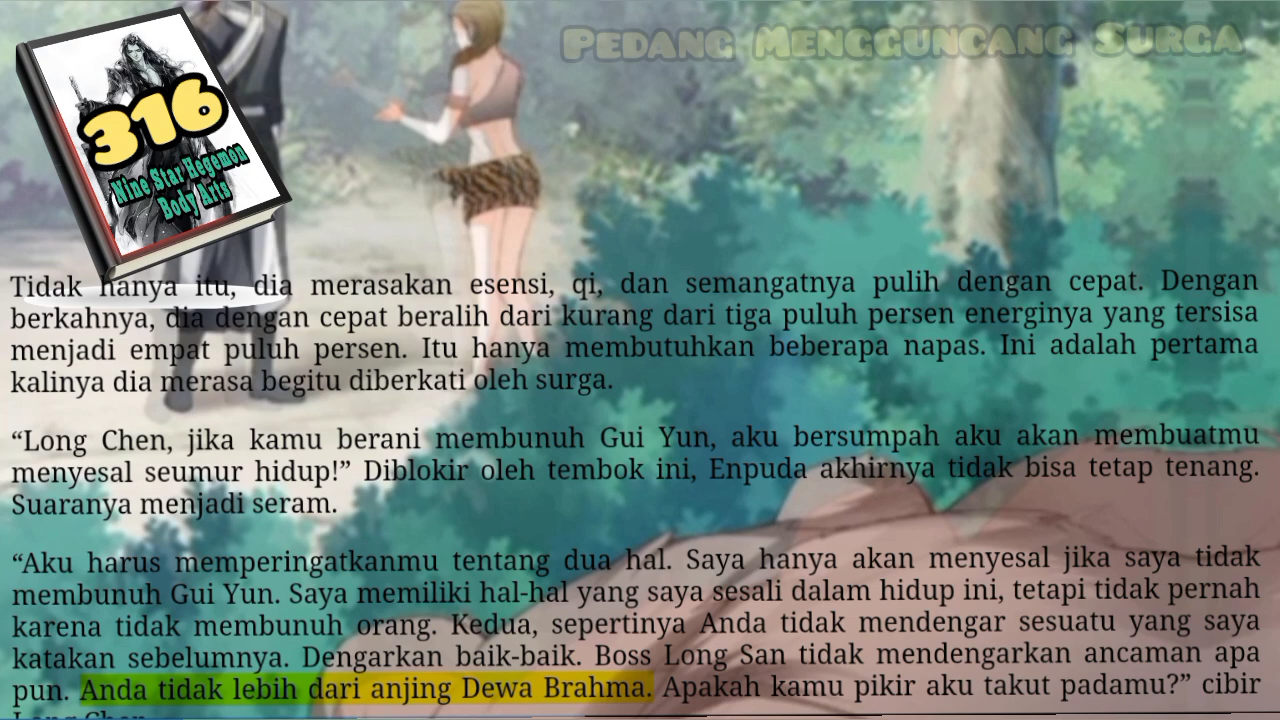 Pedang Mengguncang Surga
316
Nine Star Hegemon
Body Arts
Tidak hanya itu, dia merasakan esensi, qi, dan semangatnya pulih dengan cepat. Dengan
berkahnya, dia dengan cepat beralih dari kurang dari tiga puluh persen energinya yang tersisa
menjadi empat puluh persen. Itu hanya membutuhkan beberapa napas. Ini adalah pertama
kalinya dia merasa begitu diberkati oleh surga.
“Long Chen, jika kamu berani membunuh Gui Yun, aku bersumpah aku akan membuatmu
menyesal seumur hidup!” Diblokir oleh tembok ini, Enpuda akhirnya tidak bisa tetap tenang.
Suaranya menjadi seram.
“Aku harus memperingatkanmu tentang dua hal. Saya hanya akan menyesal jika saya tidak
membunuh Gui Yun. Saya memiliki hal-hal yang saya sesali dalam hidup ini, tetapi tidak pernah
karena tidak membunuh orang. Kedua, sepertinya Anda tidak mendengar sesuatu yang saya
katakan sebelumnya. Dengarkan baik-baik. Boss Long San tidak mendengarkan ancaman apa
pun. Anda tidak lebih dari anjing Dewa Brahma. Apakah kamu pikir aku takut padamu?” cibir